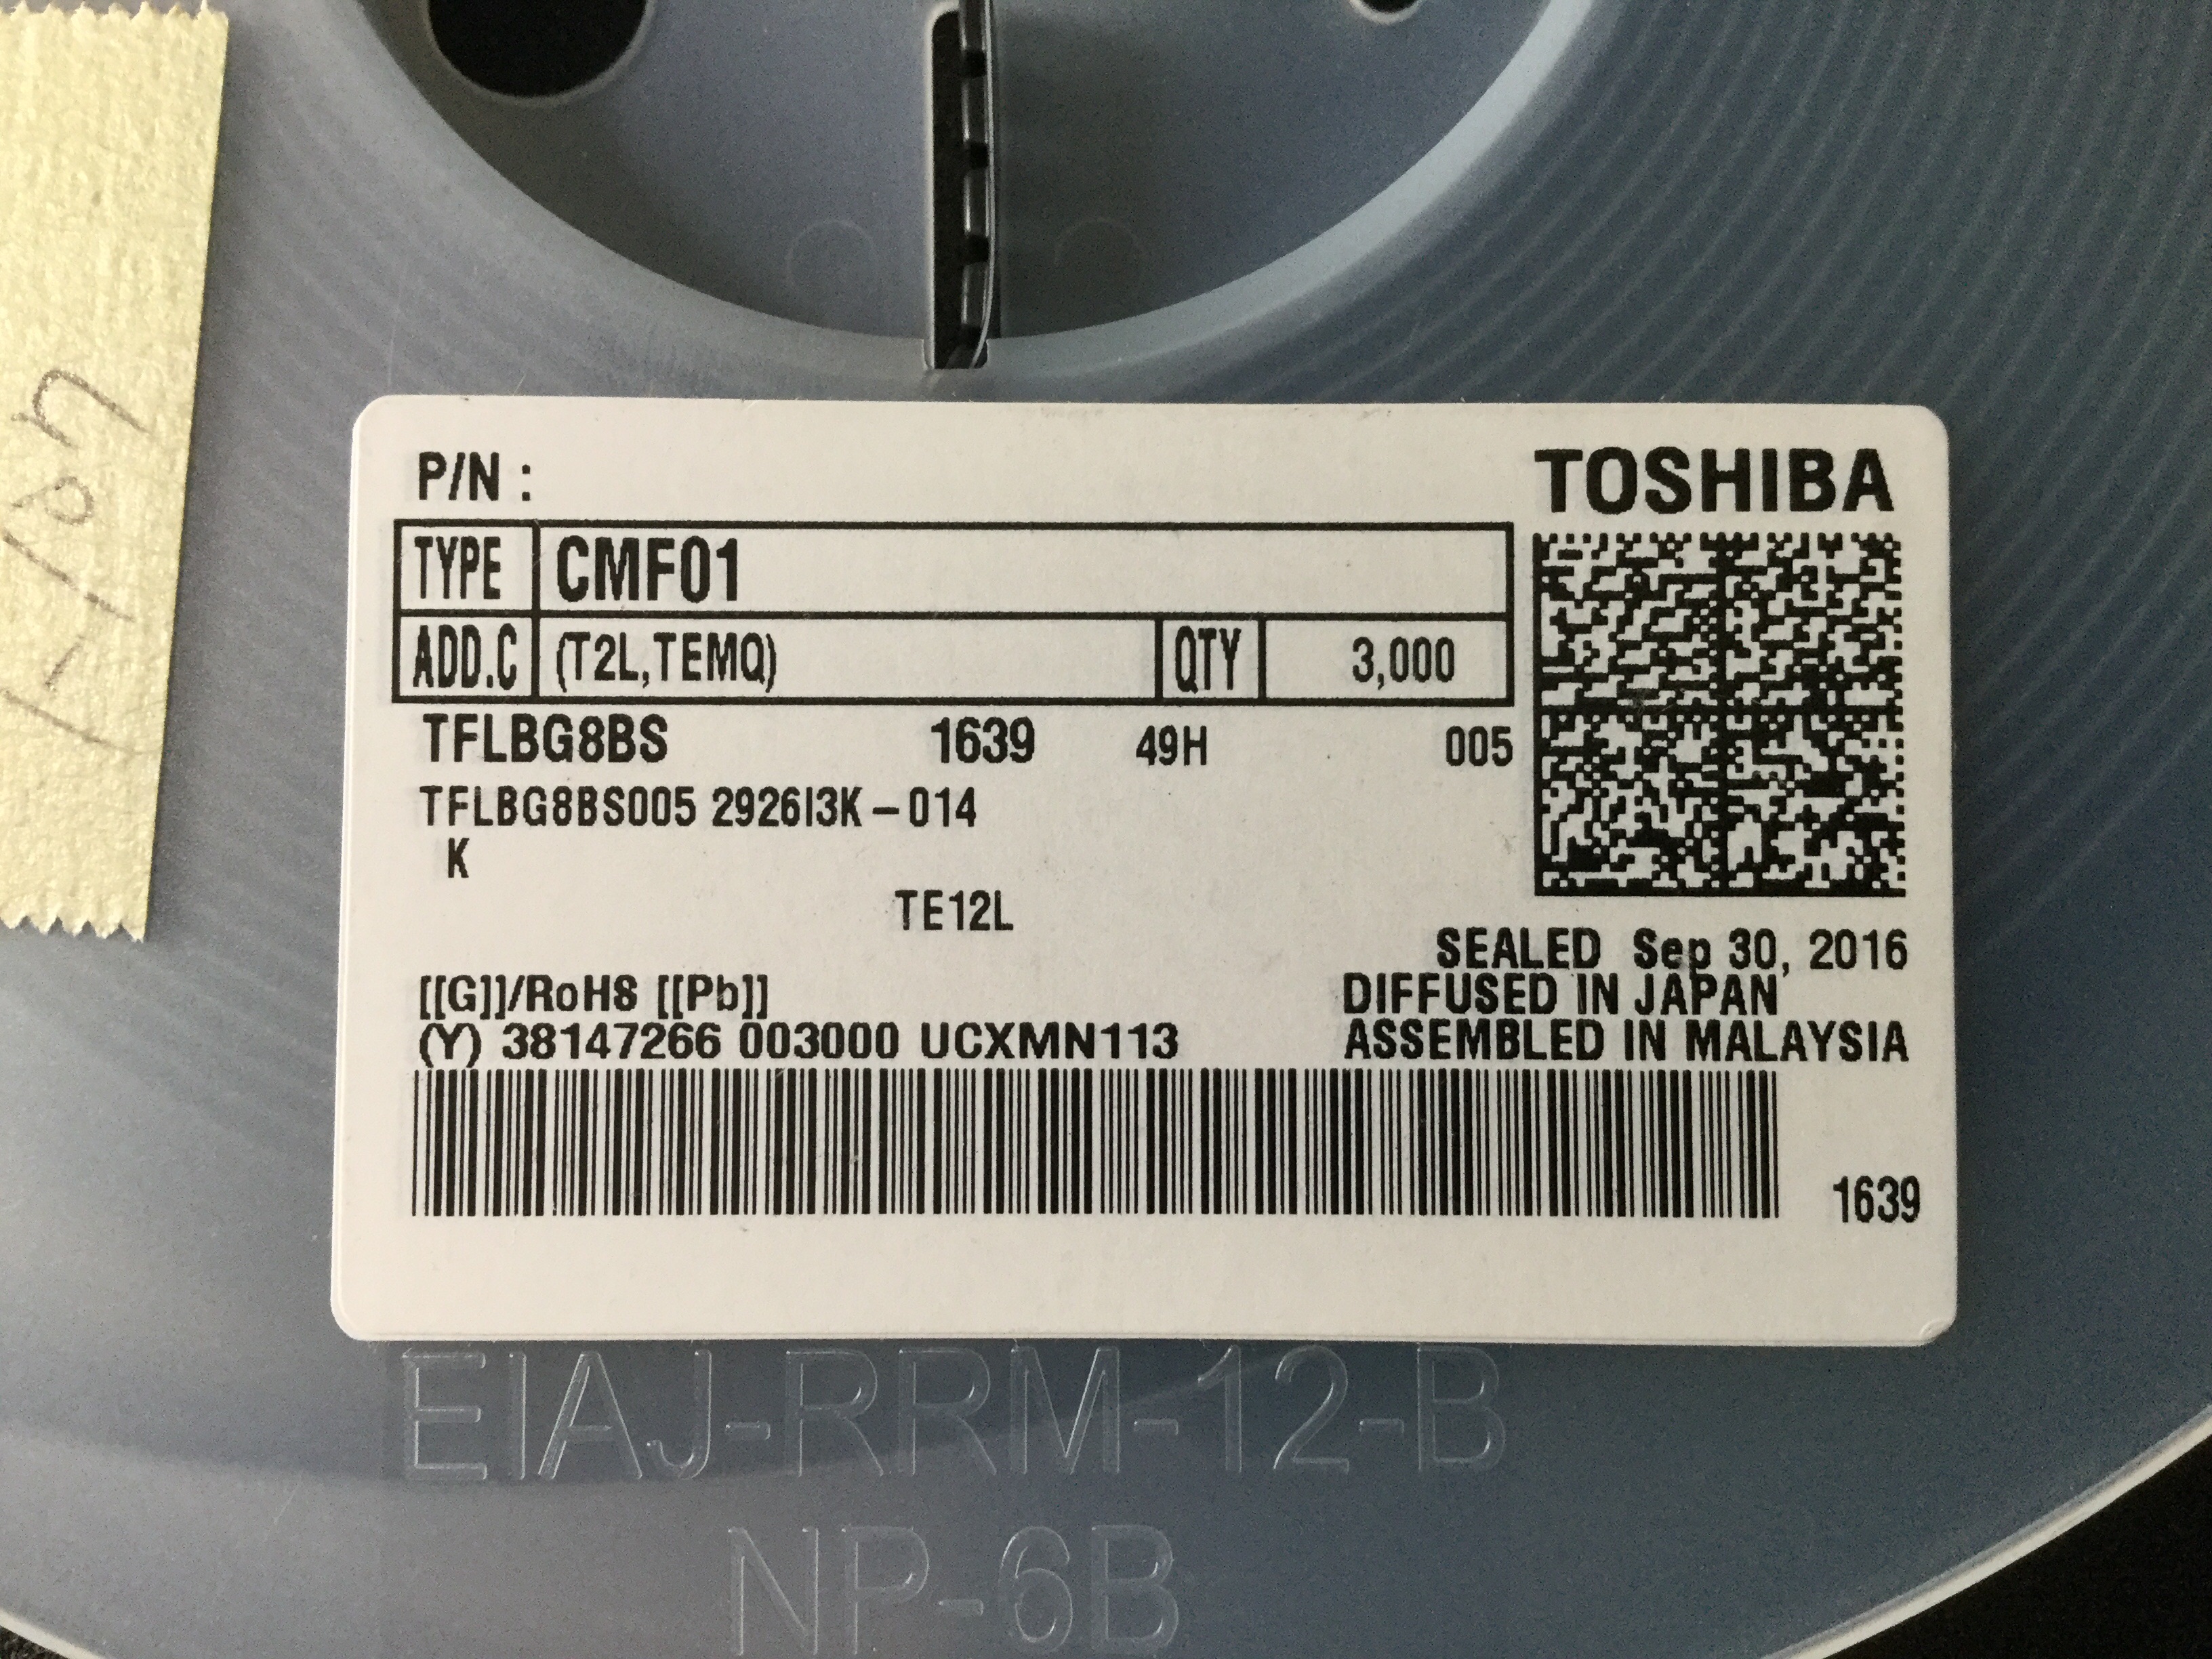 P/N :
TOSHIBA
TYPE CMF01
ADD.C (T2L,TEMQ) QTY 3,000
TFLBG8BS 1639 49H 005
TFLBG8BS005 2926I3K-014
K
TE12L
SEALED Sep 30, 2016
[[G]]/RoHS [[Pb]] DIFFUSED IN JAPAN
(Y) 38147266 003000 UCXMN113 ASSEMBLED IN MALAYSIA
1639
EIAJ-RRM-12-B
NP-6B